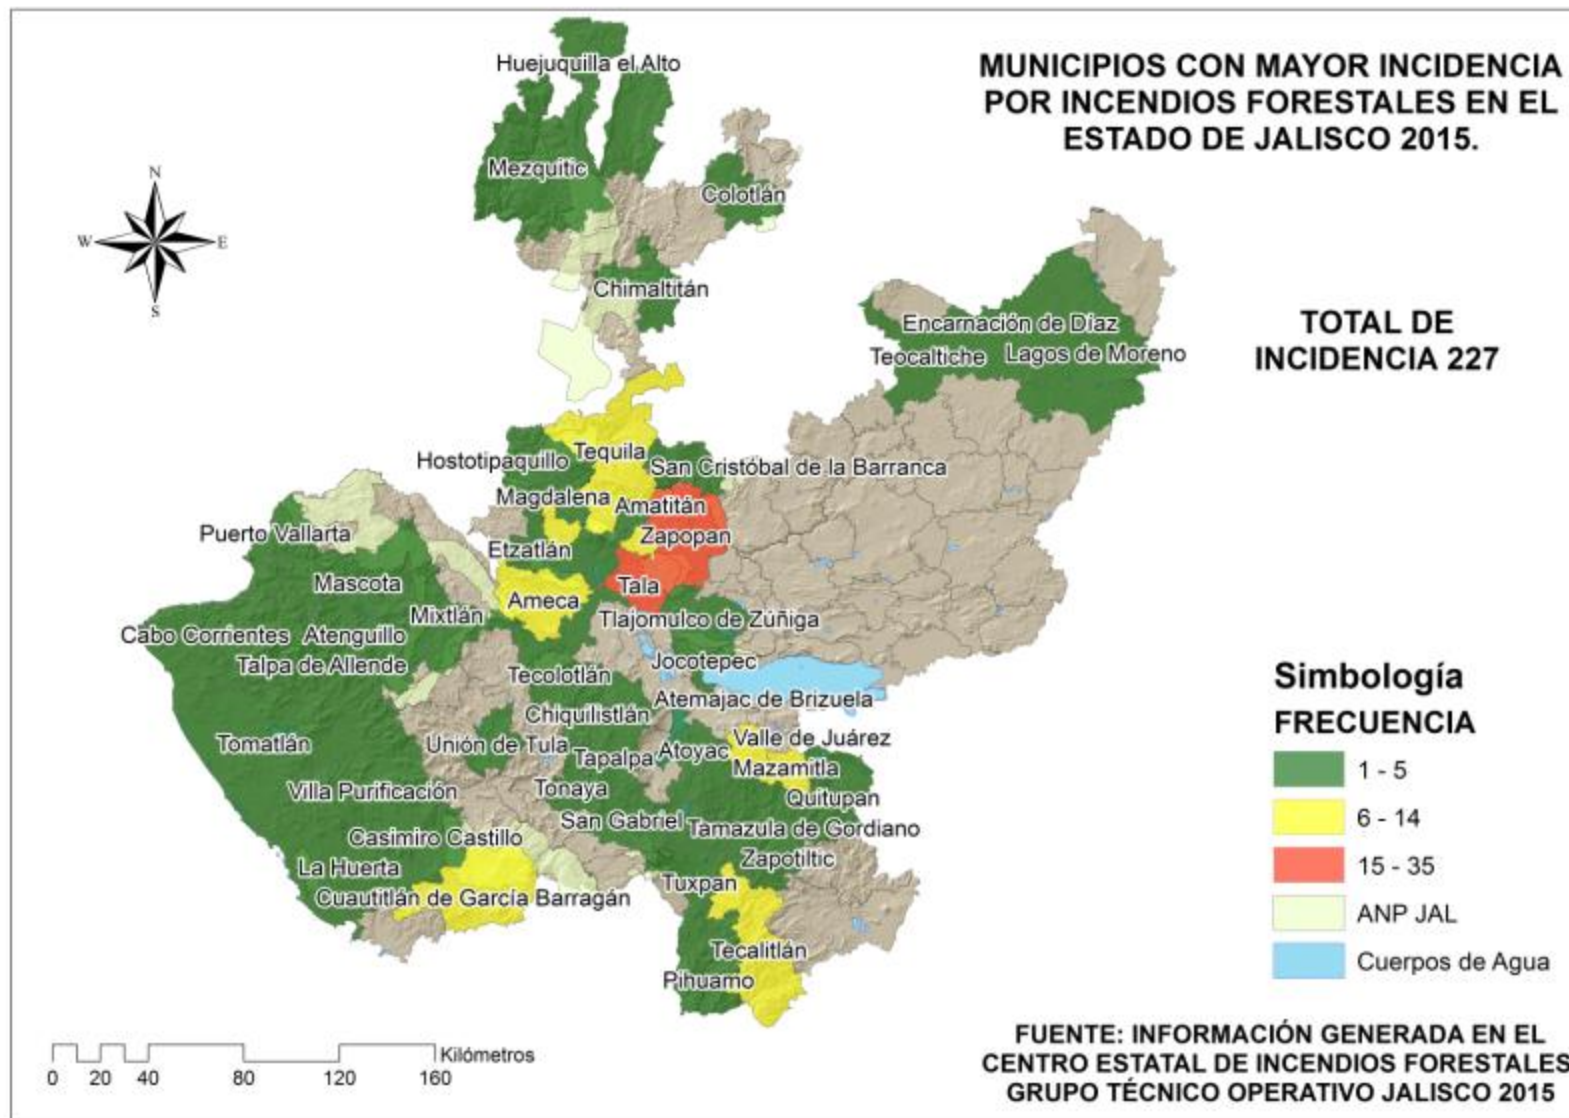 MUNICIPIOS CON MAYOR INCIDENCIA
POR INCENDIOS FORESTALES EN EL
ESTADO DE JALISCO 2015.
TOTAL DE
INCIDENCIA 227
N
W
E
S
Huejuquilla el Alto
Mezquitic
Colotlán
Chimaltitán
Encarnación de Díaz
Teocaltiche
Lagos de Moreno
Tequila
Hostotipaquillo
San Cristóbal de la Barranca
Magdalena
Amatitán
Puerto Vallarta
Zapopan
Etzatlán
Mascota
Tala
Ameca
Mixtlán
Tlajomulco de Zúñiga
Cabo Corrientes
Atenguillo
Talpa de Allende
Jocotepec
Tecolotlán
Atemajac de Brizuela
Chiquilistlán
Tomatlán
Unión de Tula
Valle de Juárez
Tapalpa
Atoyac
Mazamitla
Villa Purificación
Tonaya
Quitupan
San Gabriel
Tamazula de Gordiano
Casimiro Castillo
Zapotiltic
La Huerta
Tuxpan
Cuautitlán de García Barragán
Tecalitlán
Pihuamo
Simbología
FRECUENCIA
1 - 5
6 - 14
15 - 35
ANP JAL
Cuerpos de Agua
Kilómetros
0 20 40 80 120 160
FUENTE: INFORMACIÓN GENERADA EN EL
CENTRO ESTATAL DE INCENDIOS FORESTALES
GRUPO TÉCNICO OPERATIVO JALISCO 2015